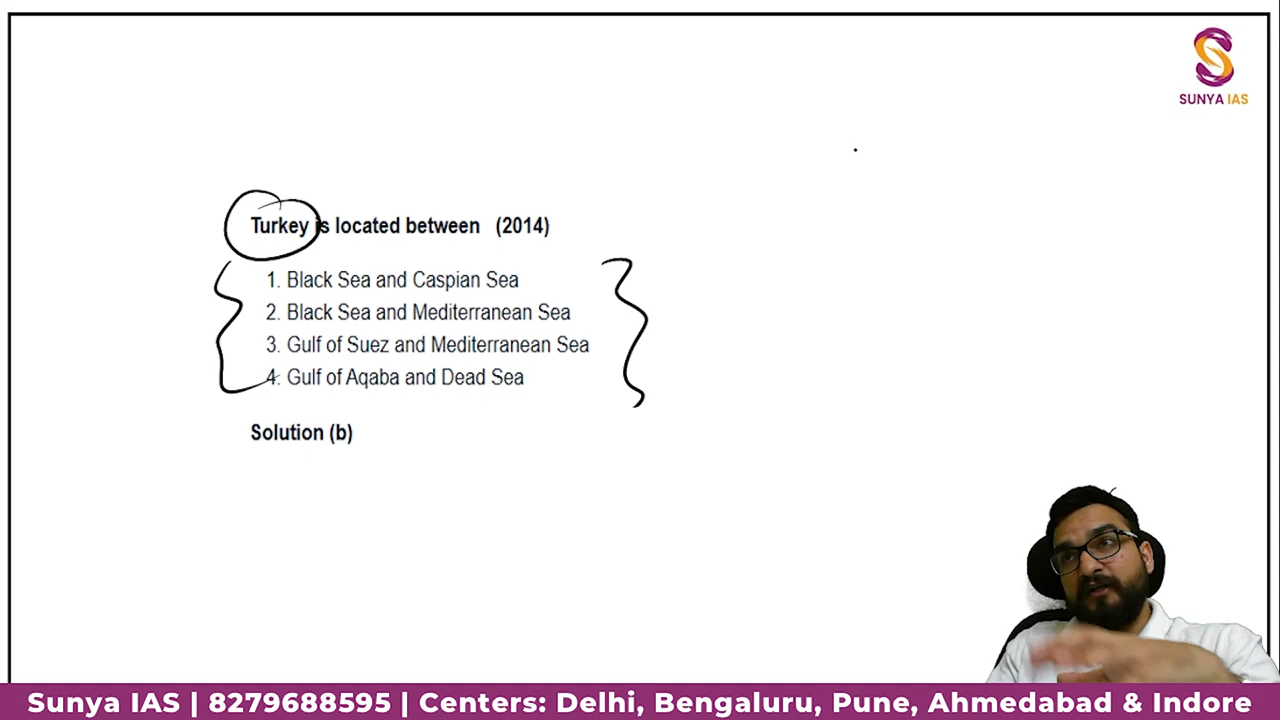 SUNYA IAS
Turkey is located between (2014)
1. Black Sea and Caspian Sea
2. Black Sea and Mediterranean Sea
3. Gulf of Suez and Mediterranean Sea
4. Gulf of Aqaba and Dead Sea
Solution (b)
Sunya IAS | 8279688595 | Centers: Delhi, Bengaluru, Pune, Ahmedabad & Indore